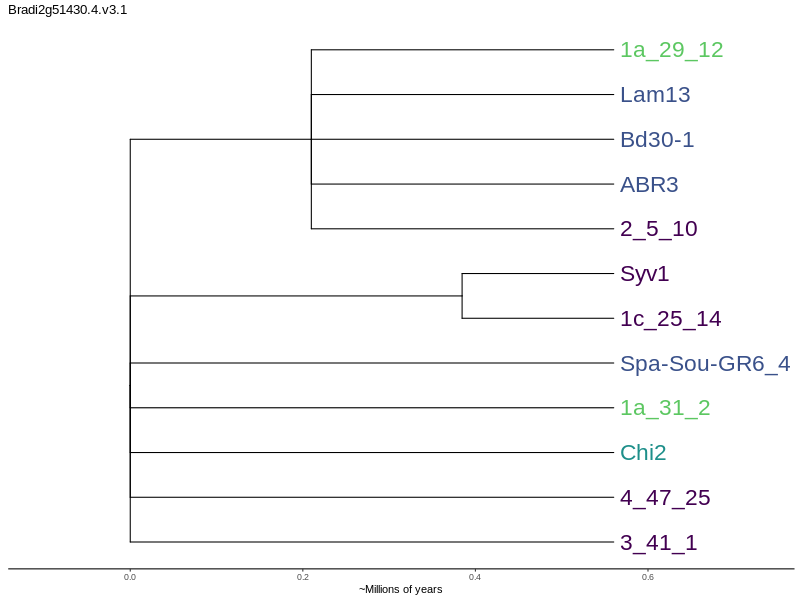 Bradi2g51430.4.v3.1
1a_29_12
Lam13
Bd30-1
ABR3
2_5_10
Syv1
1c_25_14
Spa-Sou-GR6_4
1a_31_2
Chi2
4_47_25
3_41_1
0.0 0.2 0.4 0.6
~Millions of years